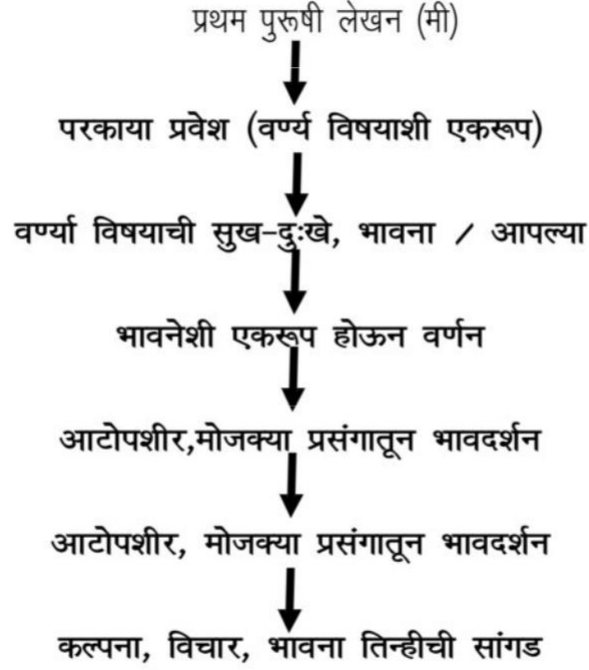 प्रथम पुरूषी लेखन (मी)
परकाया प्रवेश (वर्ण्य विषयाशी एकरूप)
वर्ण्या विषयाची सुख-दुःखे, भावना / आपल्या
भावनेशी एकरूप होऊन वर्णन
आटोपशीर,मोजक्या प्रसंगातून भावदर्शन
आटोपशीर, मोजक्या प्रसंगातून भावदर्शन
कल्पना, विचार, भावना तिन्हीची सांगड